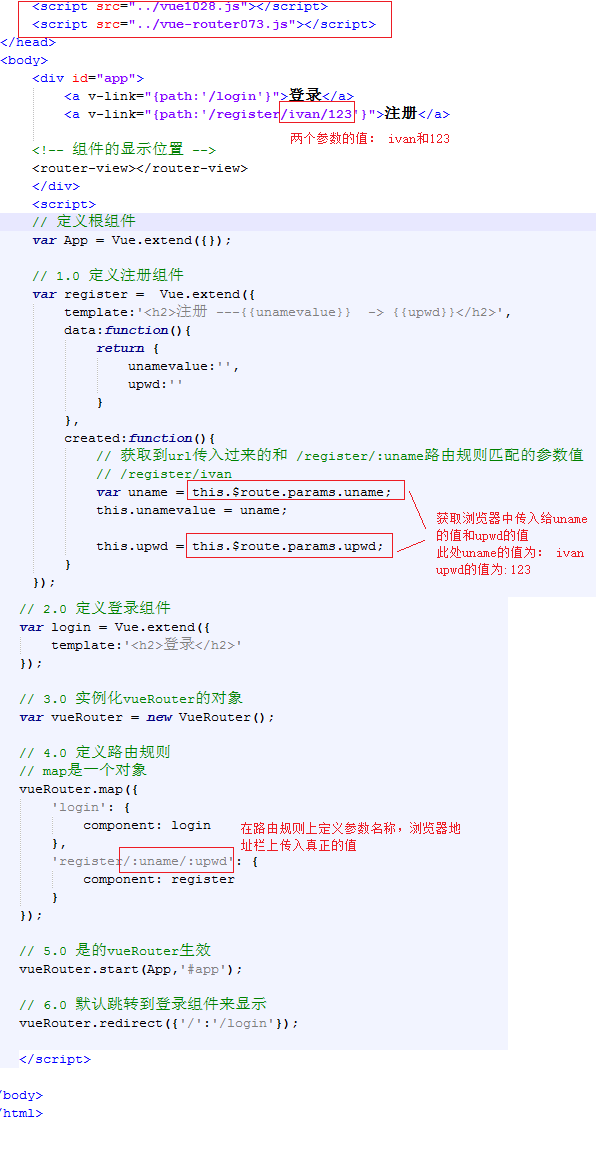 <script src="../vue1028.js"></script>
<script src="../vue-router073.js"></script>
</head>
<body>
<div id="app">
<a v-link="{path:'/login'}">登录</a>
<a v-link="{path:'/register/ivan/123'}">注册</a>
两个参数的值: ivan和123
<!-- 组件的显示位置 -->
<router-view></router-view>
</div>
<script>
// 定义根组件
var App = Vue.extend({});
// 1.0 定义注册组件
var register =  Vue.extend({
template:'<h2>注册 ---{{unamevalue}}  -> {{upwd}}</h2>',
data:function(){
return {
unamevalue:'',
upwd:''
}
},
created:function(){
// 获取到url传入过来的和 /register/:uname路由规则匹配的参数值
// /register/ivan
var uname = this.$route.params.uname;
this.unamevalue = uname;
this.upwd = this.$route.params.upwd;
}
});
获取浏览器中传入给uname
的值和upwd的值
此处uname的值为: ivan
upwd的值为:123
// 2.0 定义登录组件
var login = Vue.extend({
template:'<h2>登录</h2>'
});
// 3.0 实例化vueRouter的对象
var vueRouter = new VueRouter();
// 4.0 定义路由规则
// map是一个对象
vueRouter.map({
'login': {
component: login
},
'register/:uname/:upwd': {
component: register
}
});
在路由规则上定义参数名称，浏览器地
址栏上传入真正的值
// 5.0 是的vueRouter生效
vueRouter.start(App,'#app');
// 6.0 默认跳转到登录组件来显示
vueRouter.redirect({'/':'/login'});
</script>
/body>
/html>